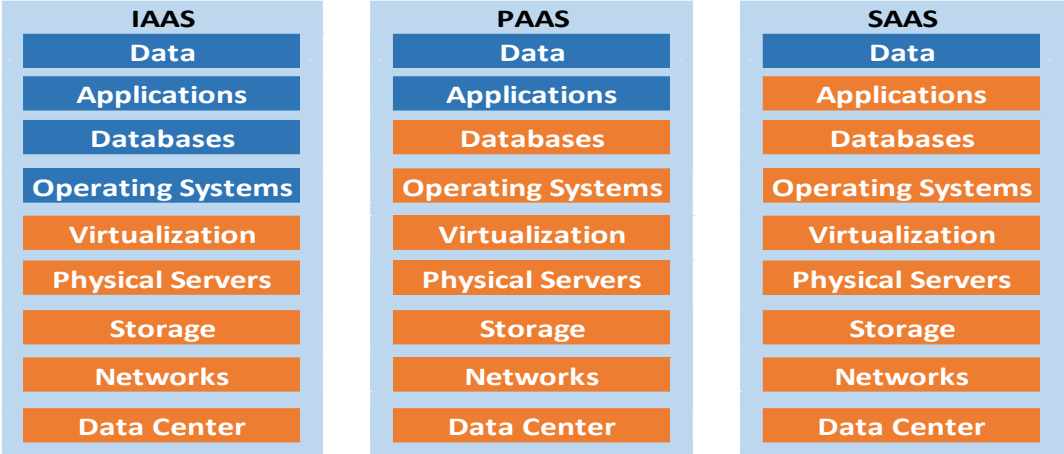 IAAS
Data
Applications
Databases
Operating Systems
Virtualization
Physical Servers
Storage
Networks
Data Center
PAAS
Data
Applications
Databases
Operating Systems
Virtualization
Physical Servers
Storage
Networks
Data Center
SAAS
Data
Applications
Databases
Operating Systems
Virtualization
Physical Servers
Storage
Networks
Data Center